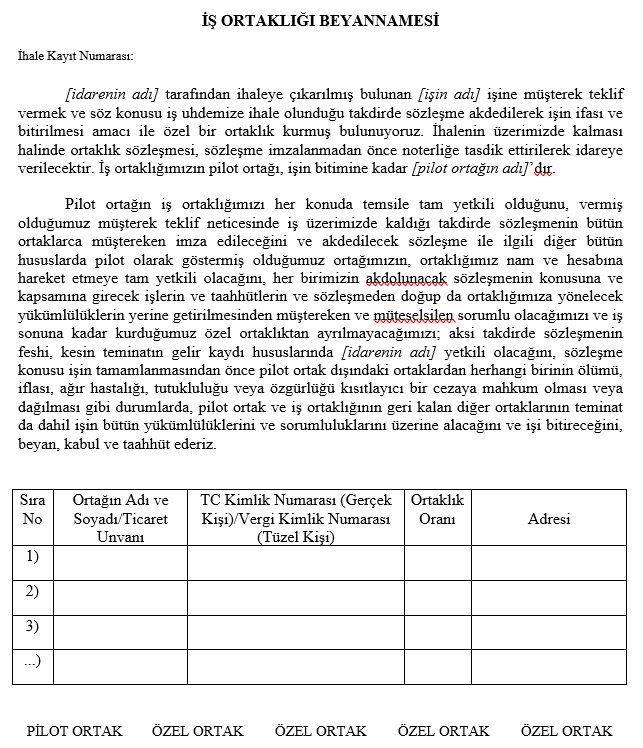 İŞ ORTAKLIĞI BEYANNAMESİ
İhale Kayıt Numarası:
[idarenin adı] tarafından ihaleye çıkarılmış bulunan [işin adı] işine müşterek teklif
vermek ve söz konusu iş uhdemize ihale olunduğu takdirde sözleşme akdedilerek işin ifası ve
bitirilmesi amacı ile özel bir ortaklık kurmuş bulunuyoruz. İhalenin üzerimizde kalması
halinde ortaklık sözleşmesi, sözleşme imzalanmadan önce noterliğe tasdik ettirilerek idareye
verilecektir. İş ortaklığımızın pilot ortağı, işin bitimine kadar [pilot ortağın adı]’dır.
Pilot ortağın iş ortaklığımızı her konuda temsile tam yetkili olduğunu, vermiş
olduğumuz müşterek teklif neticesinde iş üzerimizde kaldığı takdirde sözleşmenin bütün
ortaklarca müştereken imza edileceğini ve akdedilecek sözleşme ile ilgili diğer bütün
hususlarda pilot olarak göstermiş olduğumuz ortağımızın, ortaklığımız nam ve hesabına
hareket etmeye tam yetkili olacağını, her birimizin akdolunacak sözleşmenin konusuna ve
kapsamına girecek işlerin ve taahhütlerin ve sözleşmeden doğup da ortaklığımıza yönelecek
yükümlülüklerin yerine getirilmesinden müştereken ve müteselsilen sorumlu olacağımızı ve iş
sonuna kadar kurduğumuz özel ortaklıktan ayrılmayacağımızı; aksi takdirde sözleşmenin
feshi, kesin teminatın gelir kaydı hususlarında [idarenin adı] yetkili olacağını, sözleşme
konusu işin tamamlanmasından önce pilot ortak dışındaki ortaklardan herhangi birinin ölümü,
iflası, ağır hastalığı, tutukluluğu veya özgürlüğü kısıtlayıcı bir cezaya mahkum olması veya
dağılması gibi durumlarda, pilot ortak ve iş ortaklığının geri kalan diğer ortaklarının teminat
da dahil işin bütün yükümlülüklerini ve sorumluluklarını üzerine alacağını ve işi bitireceğini,
beyan, kabul ve taahhüt ederiz.
Sıra No
Ortağın Adı ve Soyadı/Ticaret Unvanı
TC Kimlik Numarası (Gerçek Kişi)/Vergi Kimlik Numarası (Tüzel Kişi)
Ortaklık Oranı
Adresi
1)
2)
3)
...)
PİLOT ORTAK ÖZEL ORTAK ÖZEL ORTAK ÖZEL ORTAK ÖZEL ORTAK